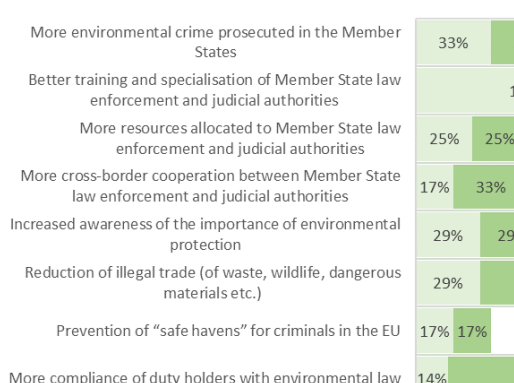 More environmental crime prosecuted in the Member
States
33%
Better training and specialisation of Member State law
enforcement and judicial authorities
More resources allocated to Member State law
enforcement and judicial authorities
25% 25%
More cross-border cooperation between Member State
law enforcement and judicial authorities
17% 33%
Increased awareness of the importance of environmental
protection
29% 29
Reduction of illegal trade (of waste, wildlife, dangerous
materials etc.)
29%
Prevention of “safe havens” for criminals in the EU
17% 17%
More compliance of duty holders with environmental law
14%